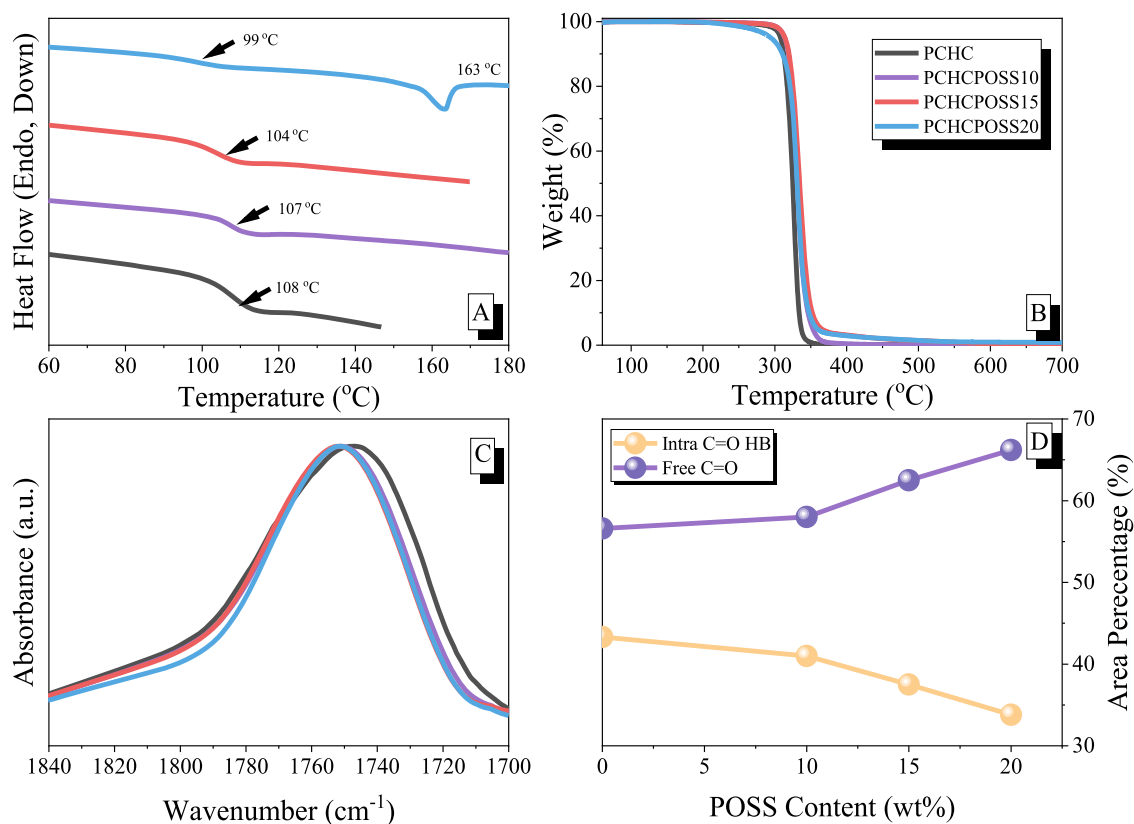 Heat Flow (Endo, Down)
99 °C
163 °C
104 °C
107 °C
108 °C
A
60 80 100 120 140 160 180
Temperature (°C)
Weight (%)
100
80
60
40
20
0
PCHC
PCHCPOSS10
PCHCPOSS15
PCHCPOSS20
B
100 200 300 400 500 600 700
Temperature (°C)
Absorbance (a.u.)
C
1840 1820 1800 1780 1760 1740 1720 1700
Wavenumber (cm-1)
Intra C=O HB
Free C=O
D
70
60
50
40
30
Area Perecentage (%)
0 5 10 15 20
POSS Content (wt%)